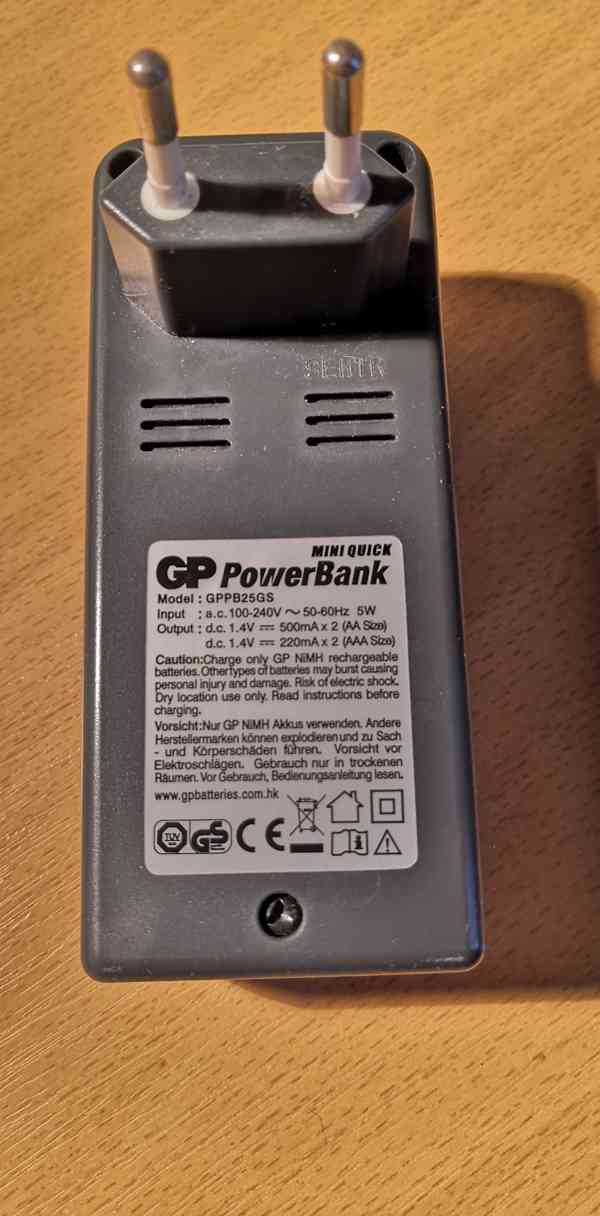 MINI QUICK
GP PowerBank
Model : GPPB25GS
Input : a.c. 100-240V ~ 50-60Hz 5W
Output : d.c. 1.4V ⎓ 500mA x 2 (AA Size)
d.c. 1.4V ⎓ 220mA x 2 (AAA Size)
Caution:Charge only GP NiMH rechargeable
batteries. Other types of batteries may burst causing
personal injury and damage. Risk of electric shock.
Dry location use only. Read instructions before
charging.
Vorsicht:Nur GP NiMH Akkus verwenden. Andere
Herstellermarken können explodieren und zu Sach
- und Körperschäden führen. Vorsicht vor
Elektroschlägen. Gebrauch nur in trockenen
Räumen. Vor Gebrauch, Bedienungsanleitung lesen.
www.gpbatteries.com.hk
TÜV GS CE